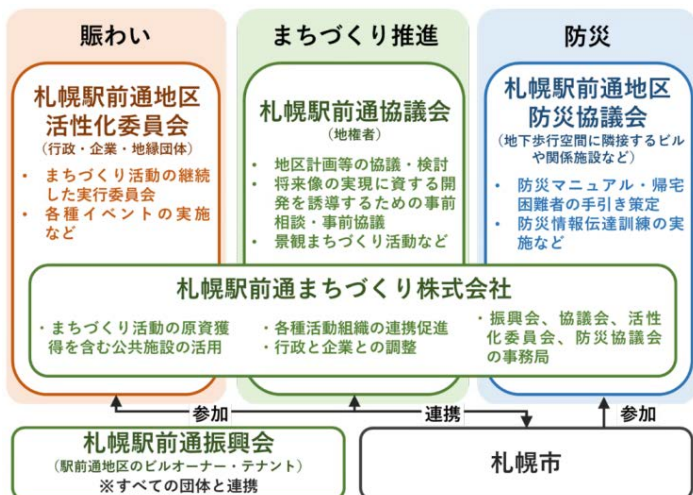 賑わい
札幌駅前通地区
活性化委員会
(行政・企業・地縁団体)
• まちづくり活動の継続
した実行委員会
• 各種イベントの実施
など
まちづくり推進
札幌駅前通協議会
(地権者)
• 地区計画等の協議・検討
• 将来像の実現に資する開
発を誘導するための事前
相談・事前協議
• 景観まちづくり活動など
防災
札幌駅前通地区
防災協議会
(地下歩行空間に隣接するビル
や関係施設など)
• 防災マニュアル・帰宅
困難者の手引き策定
• 防災情報伝達訓練の実
施など
札幌駅前通まちづくり株式会社
・まちづくり活動の原資獲
得を含む公共施設の活用
・各種活動組織の連携促進
・行政と企業との調整
・振興会、協議会、活性
化委員会、防災協議会
の事務局
参加
連携
参加
札幌駅前通振興会
(駅前通地区のビルオーナー・テナント)
※すべての団体と連携
札幌市